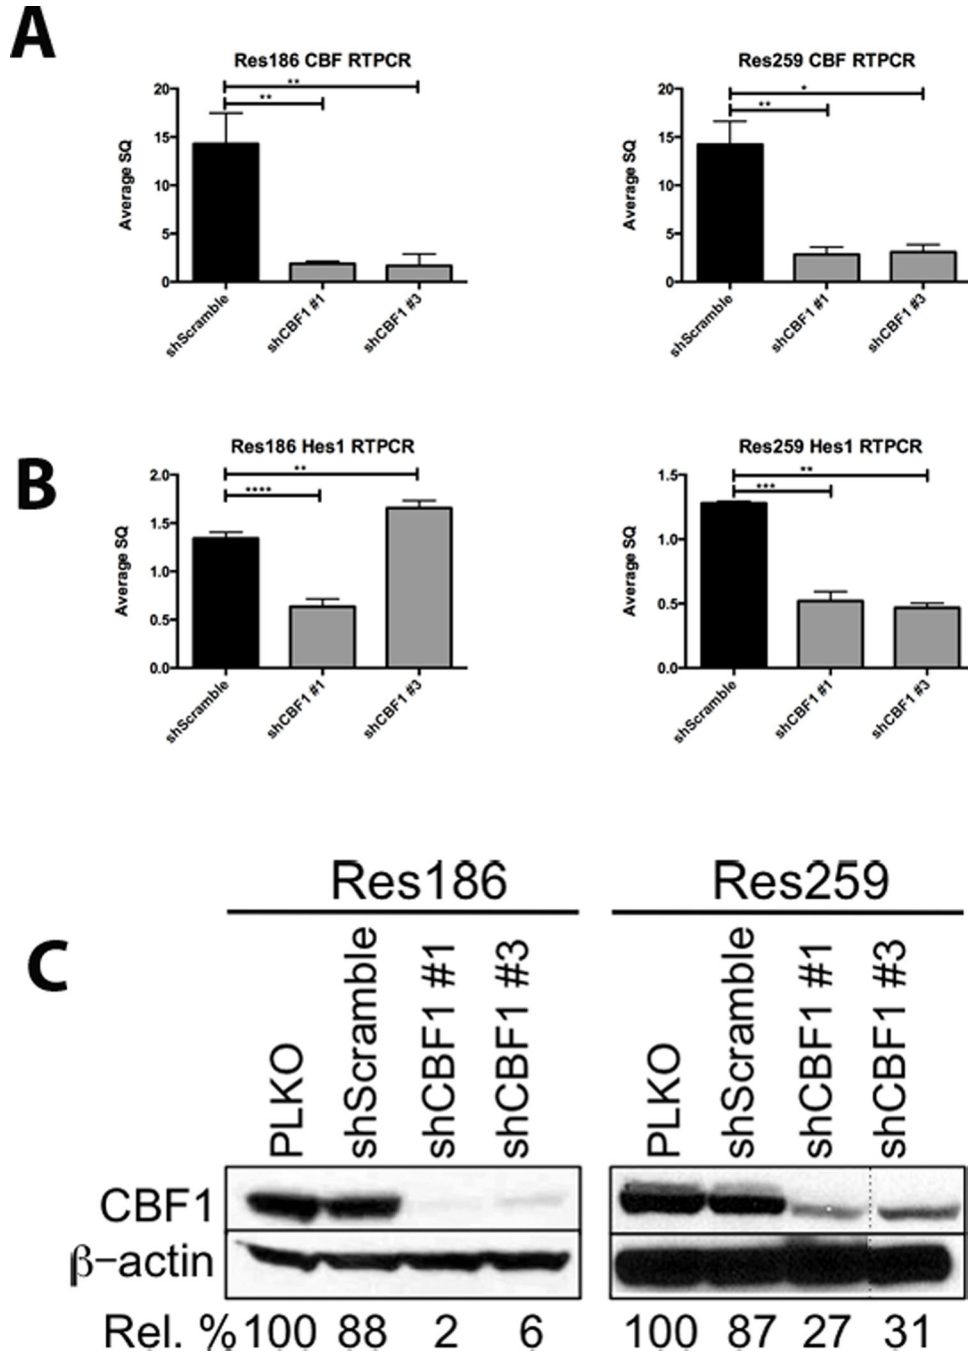 A
Res186 CBF RTPCR
**
**
20
15
10
5
0
Average SQ
shScramble
shCBF1 #1
shCBF1 #3
Res259 CBF RTPCR
*
**
20
15
10
5
0
Average SQ
shScramble
shCBF1 #1
shCBF1 #3
B
Res186 Hes1 RTPCR
**
****
2.0
1.5
1.0
0.5
0.0
Average SQ
shScramble
shCBF1 #1
shCBF1 #3
Res259 Hes1 RTPCR
**
***
1.5
1.0
0.5
0.0
Average SQ
shScramble
shCBF1 #1
shCBF1 #3
C
Res186 Res259
PLKO
shScramble
shCBF1 #1
shCBF1 #3
PLKO
shScramble
shCBF1 #1
shCBF1 #3
CBF1
β−actin
Rel. % 100 88 2 6 100 87 27 31